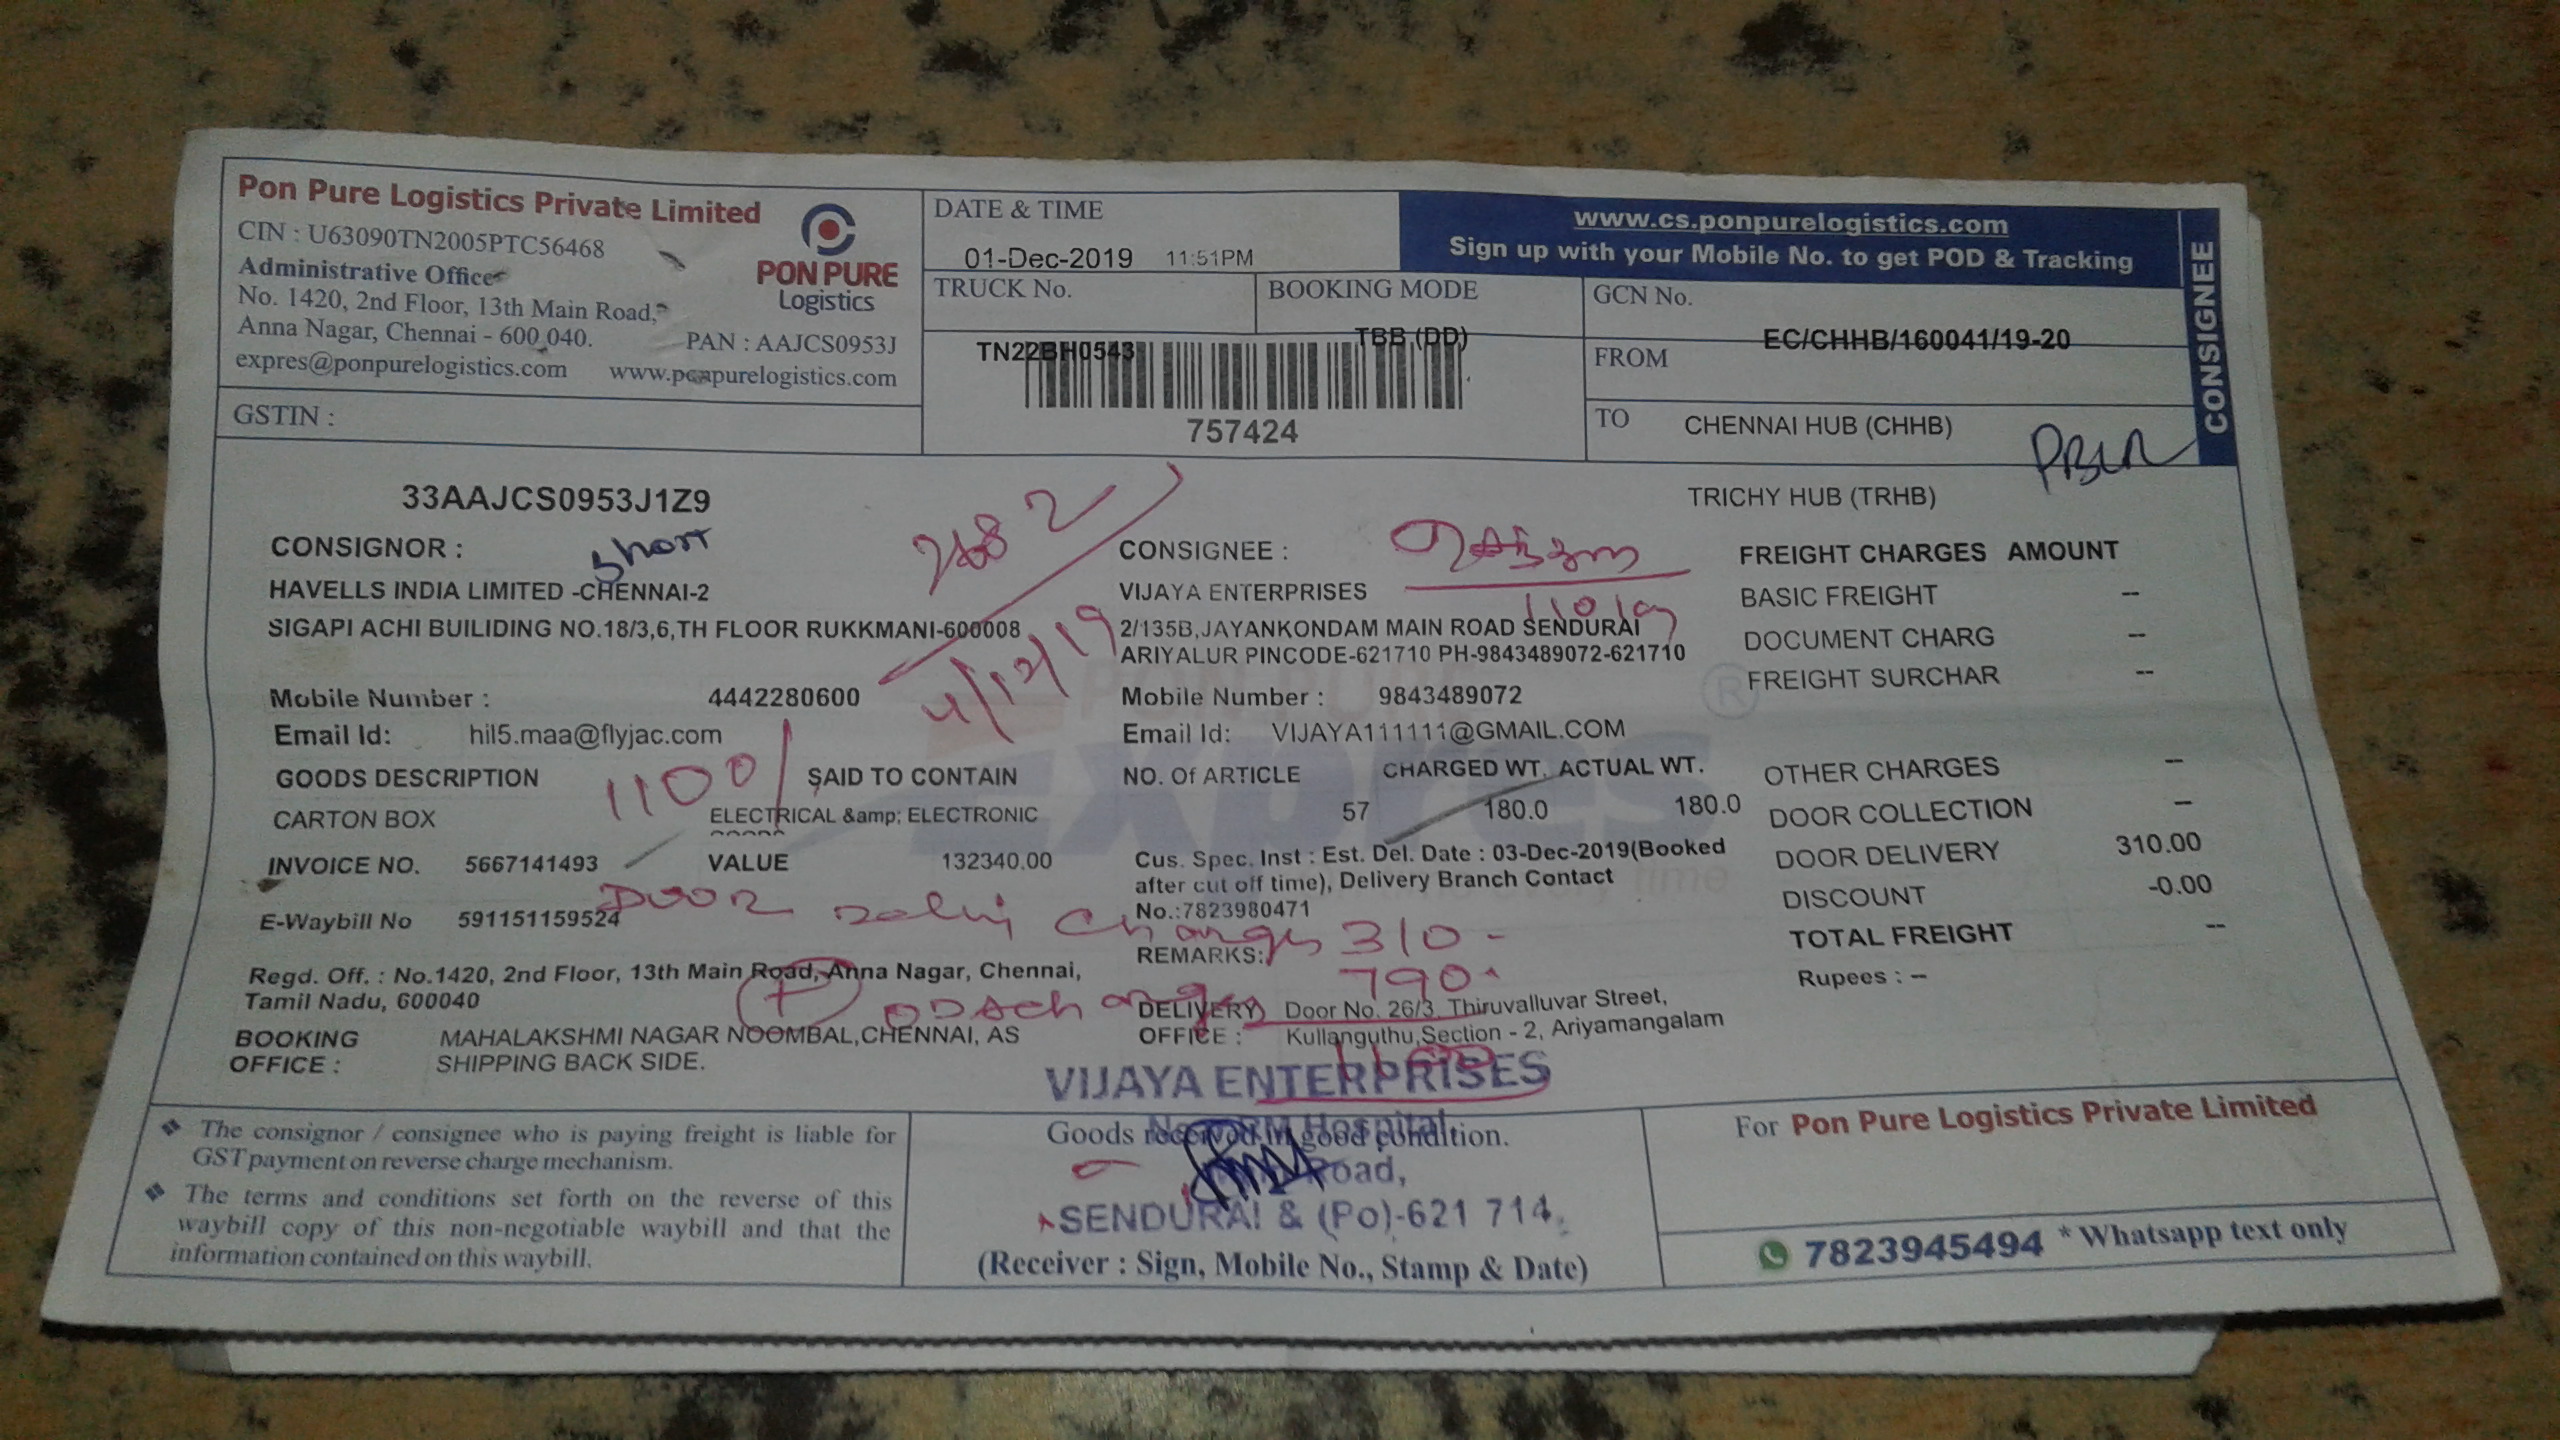 Pon Pure Logistics Private Limited
CIN : U63090TN2005PTC56468
Administrative Office
No. 1420, 2nd Floor, 13th Main Road,
Anna Nagar, Chennai - 600 040.
PAN : AAJCS0953J
expres@ponpurelogistics.com www.ponpurelogistics.com
PON PURE
Logistics
GSTIN :
33AAJCS0953J1Z9
DATE & TIME
01-Dec-2019 11:51PM
www.cs.ponpurelogistics.com
Sign up with your Mobile No. to get POD & Tracking
CONSIGNEE
TRUCK No.
TN22BH0543
BOOKING MODE
TBB (DD)
757424
GCN No.
EC/CHHB/160041/19-20
FROM
CHENNAI HUB (CHHB)
TO
TRICHY HUB (TRHB)
PBLR
CONSIGNOR :
Short
HAVELLS INDIA LIMITED -CHENNAI-2
SIGAPI ACHI BUILIDING NO.18/3,6,TH FLOOR RUKKMANI-600008
Mobile Number : 4442280600
Email Id: hil5.maa@flyjac.com
4/12/19
CONSIGNEE :
VIJAYA ENTERPRISES
2/135B,JAYANKONDAM MAIN ROAD SENDURAI
ARIYALUR PINCODE-621710 PH-9843489072-621710
Mobile Number : 9843489072
Email Id: VIJAYA111111@GMAIL.COM
FREIGHT CHARGES AMOUNT
BASIC FREIGHT --
DOCUMENT CHARG --
FREIGHT SURCHAR --
OTHER CHARGES --
DOOR COLLECTION --
DOOR DELIVERY 310.00
DISCOUNT -0.00
TOTAL FREIGHT --
Rupees : --
GOODS DESCRIPTION
1100/
SAID TO CONTAIN
CARTON BOX
ELECTRICAL &amp; ELECTRONIC
INVOICE NO. 5667141493
VALUE 132340.00
E-Waybill No 591151159524
NO. Of ARTICLE CHARGED WT. ACTUAL WT.
57 180.0 180.0
Cus. Spec. Inst : Est. Del. Date : 03-Dec-2019(Booked
after cut off time), Delivery Branch Contact
No.:7823980471
REMARKS:
Door Charges 310-
790-
+ ODA charges
1100
Regd. Off. : No.1420, 2nd Floor, 13th Main Road, Anna Nagar, Chennai,
Tamil Nadu, 600040
BOOKING OFFICE : MAHALAKSHMI NAGAR NOOMBAL,CHENNAI, AS
SHIPPING BACK SIDE.
DELIVERY OFFICE : Door No. 26/3, Thiruvalluvar Street,
Kullanguthu,Section - 2, Ariyamangalam
❖ The consignor / consignee who is paying freight is liable for
GST payment on reverse charge mechanism.
❖ The terms and conditions set forth on the reverse of this
waybill copy of this non-negotiable waybill and that the
information contained on this waybill.
VIJAYA ENTERPRISES
Goods received in good condition.
Hospital
Road,
SENDURAI & (Po)-621 714.
(Receiver : Sign, Mobile No., Stamp & Date)
For Pon Pure Logistics Private Limited
7823945494 * Whatsapp text only